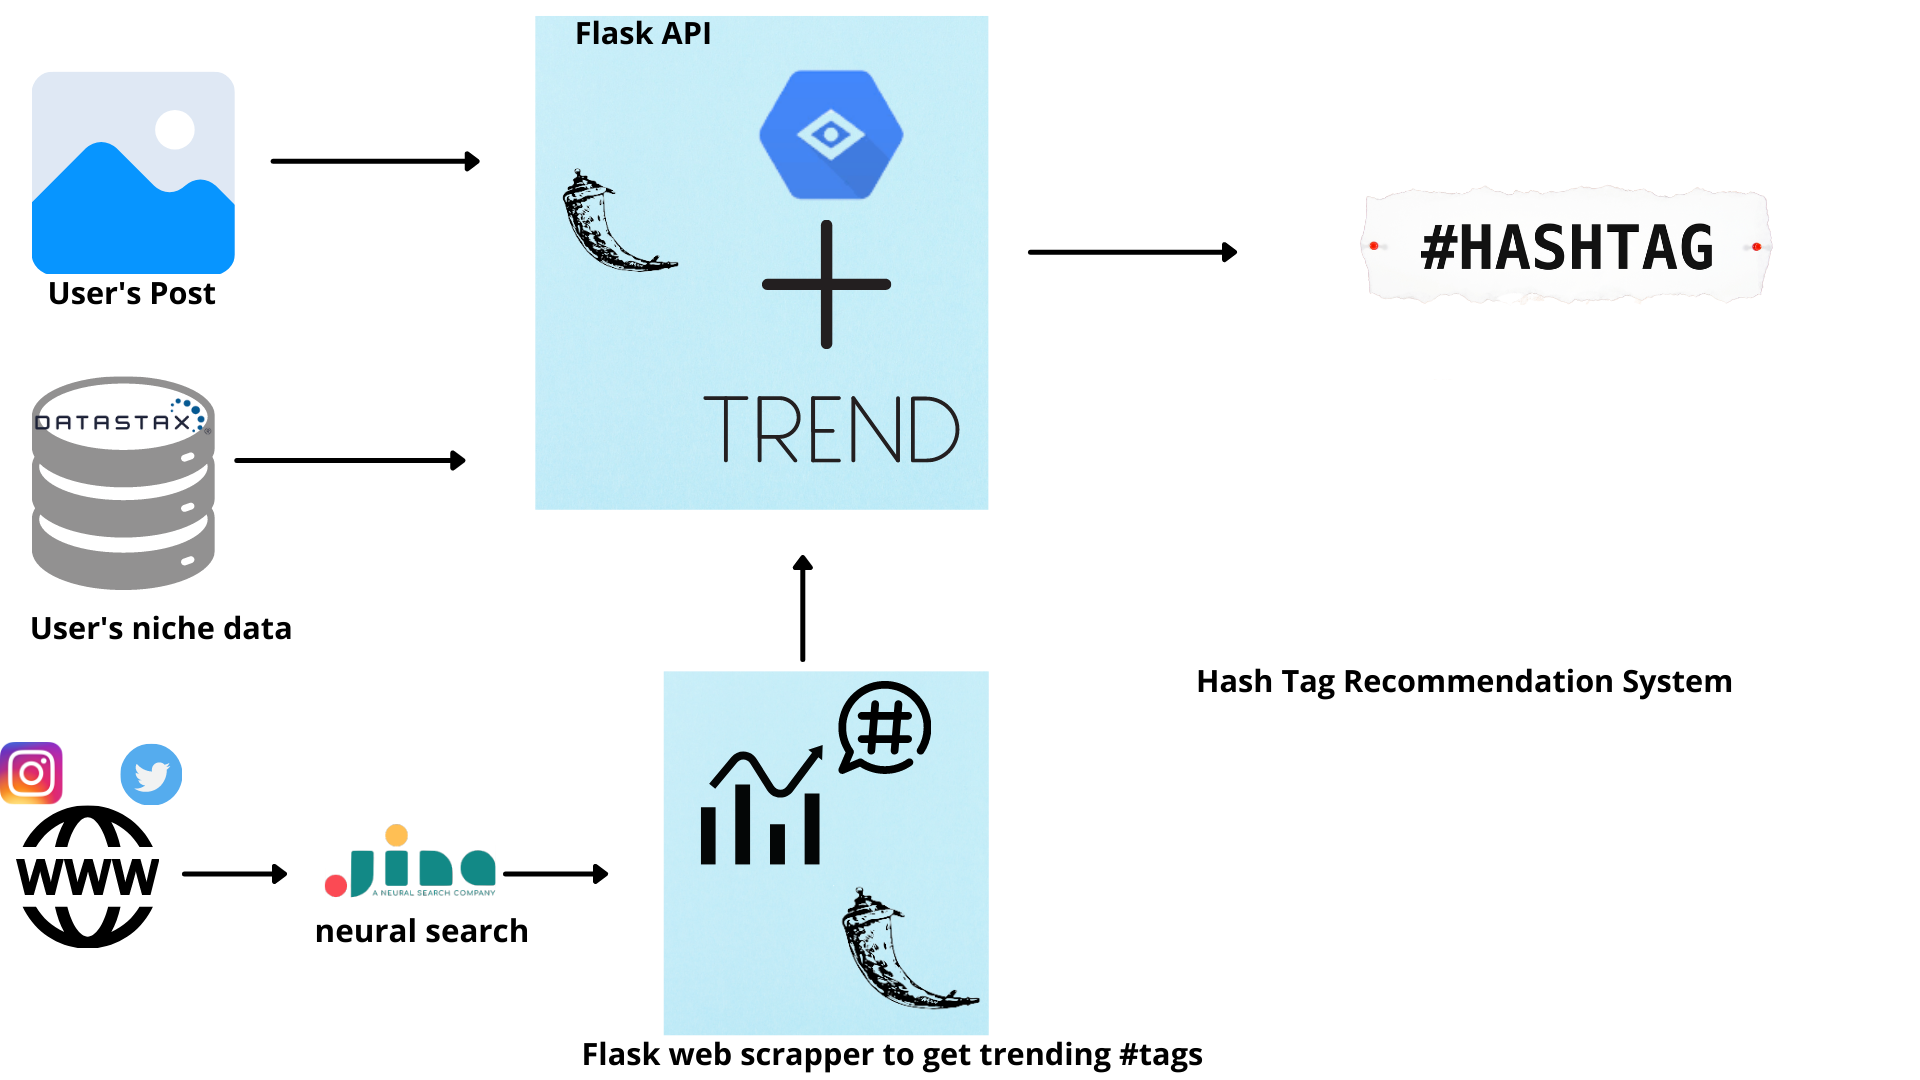 Flask API
User's Post
#HASHTAG
DATASTAX
TREND
User's niche data
Hash Tag Recommendation System
#
www
jina
A NEURAL SEARCH COMPANY
neural search
Flask web scrapper to get trending #tags